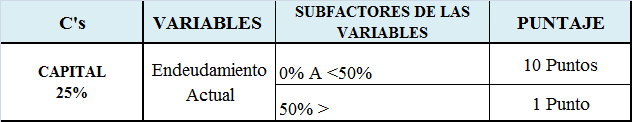 C's VARIABLES SUBFACTORES DE LAS VARIABLES PUNTAJE
CAPITAL 25% Endeudamiento Actual 0% A <50% 10 Puntos
50% > 1 Punto